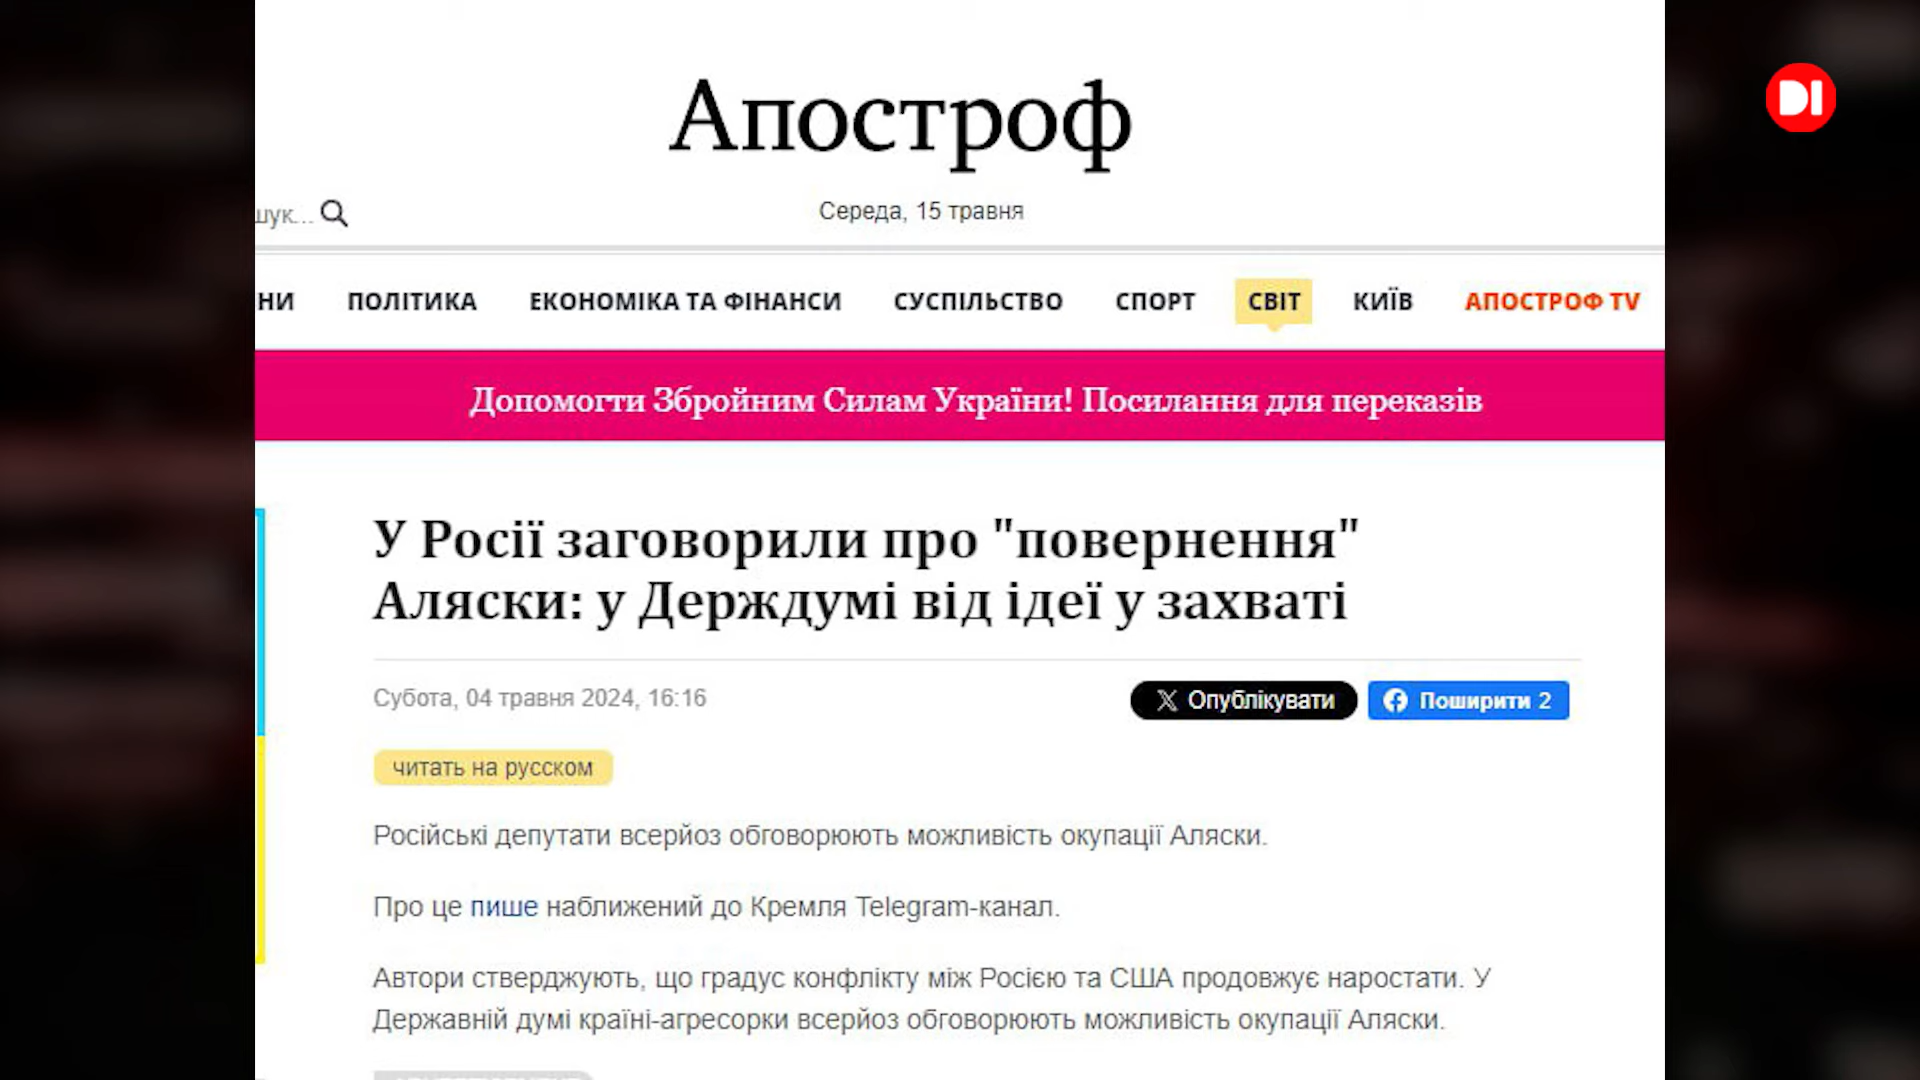 Апостроф
DI
шук...
Середа, 15 травня
НИ ПОЛІТИКА ЕКОНОМІКА ТА ФІНАНСИ СУСПІЛЬСТВО СПОРТ СВІТ КИЇВ АПОСТРОФ TV
Допомогти Збройним Силам України! Посилання для переказів
У Росії заговорили про "повернення"
Аляски: у Держдумі від ідеї у захваті
Субота, 04 травня 2024, 16:16
Опублікувати
Поширити 2
читать на русском
Російські депутати всерйоз обговорюють можливість окупації Аляски.
Про це пише наближений до Кремля Telegram-канал.
Автори стверджують, що градус конфлікту між Росією та США продовжує наростати. У
Державній думі країні-агресорки всерйоз обговорюють можливість окупації Аляски.